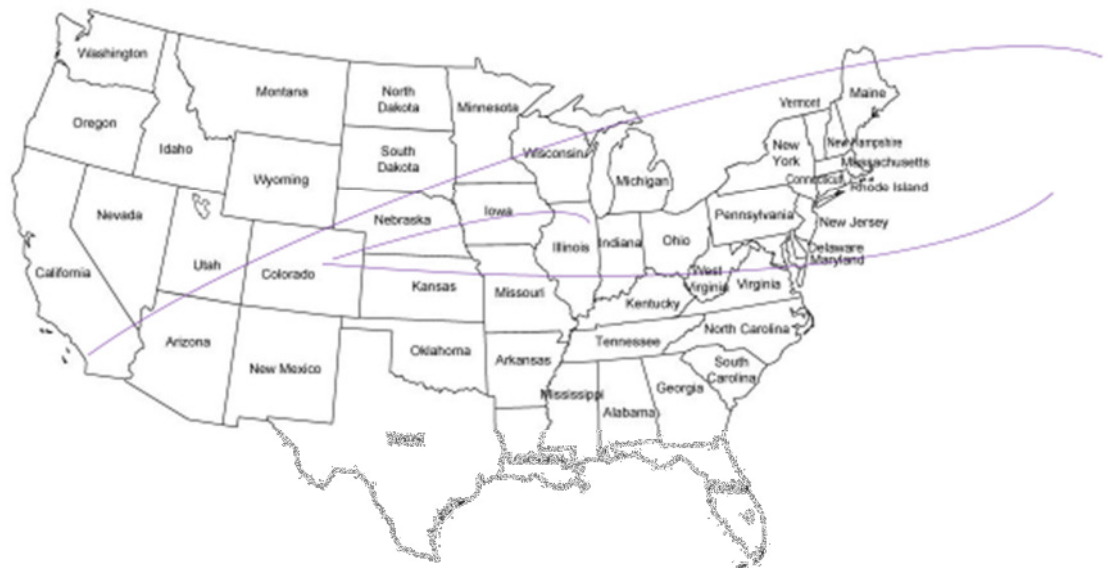 Washington
Montana
North
Dakota
Minnesota
Maine
Vermont
Oregon
Idaho
South
Dakota
Wisconsin
New
York
New Hampshire
Massachusetts
Wyoming
Michigan
Connecticut
Rhode Island
Nevada
Nebraska
Iowa
Pennsylvania
New Jersey
Illinois
Indiana
Ohio
Delaware
Maryland
California
Utah
Colorado
Kansas
Missouri
West
Virginia
Virginia
Kentucky
North Carolina
Arizona
New Mexico
Oklahoma
Arkansas
Tennessee
South
Carolina
Mississippi
Alabama
Georgia